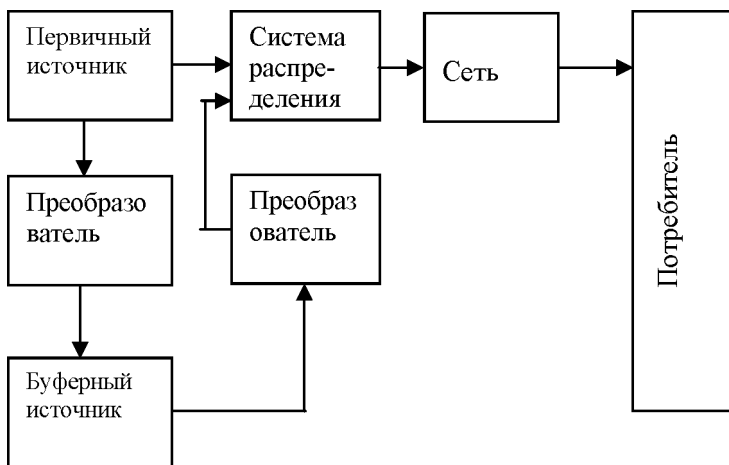 Первичный
источник
Система
распре-
деления
Сеть
Потребитель
Преобразо
ватель
Преобраз
ователь
Буферный
источник